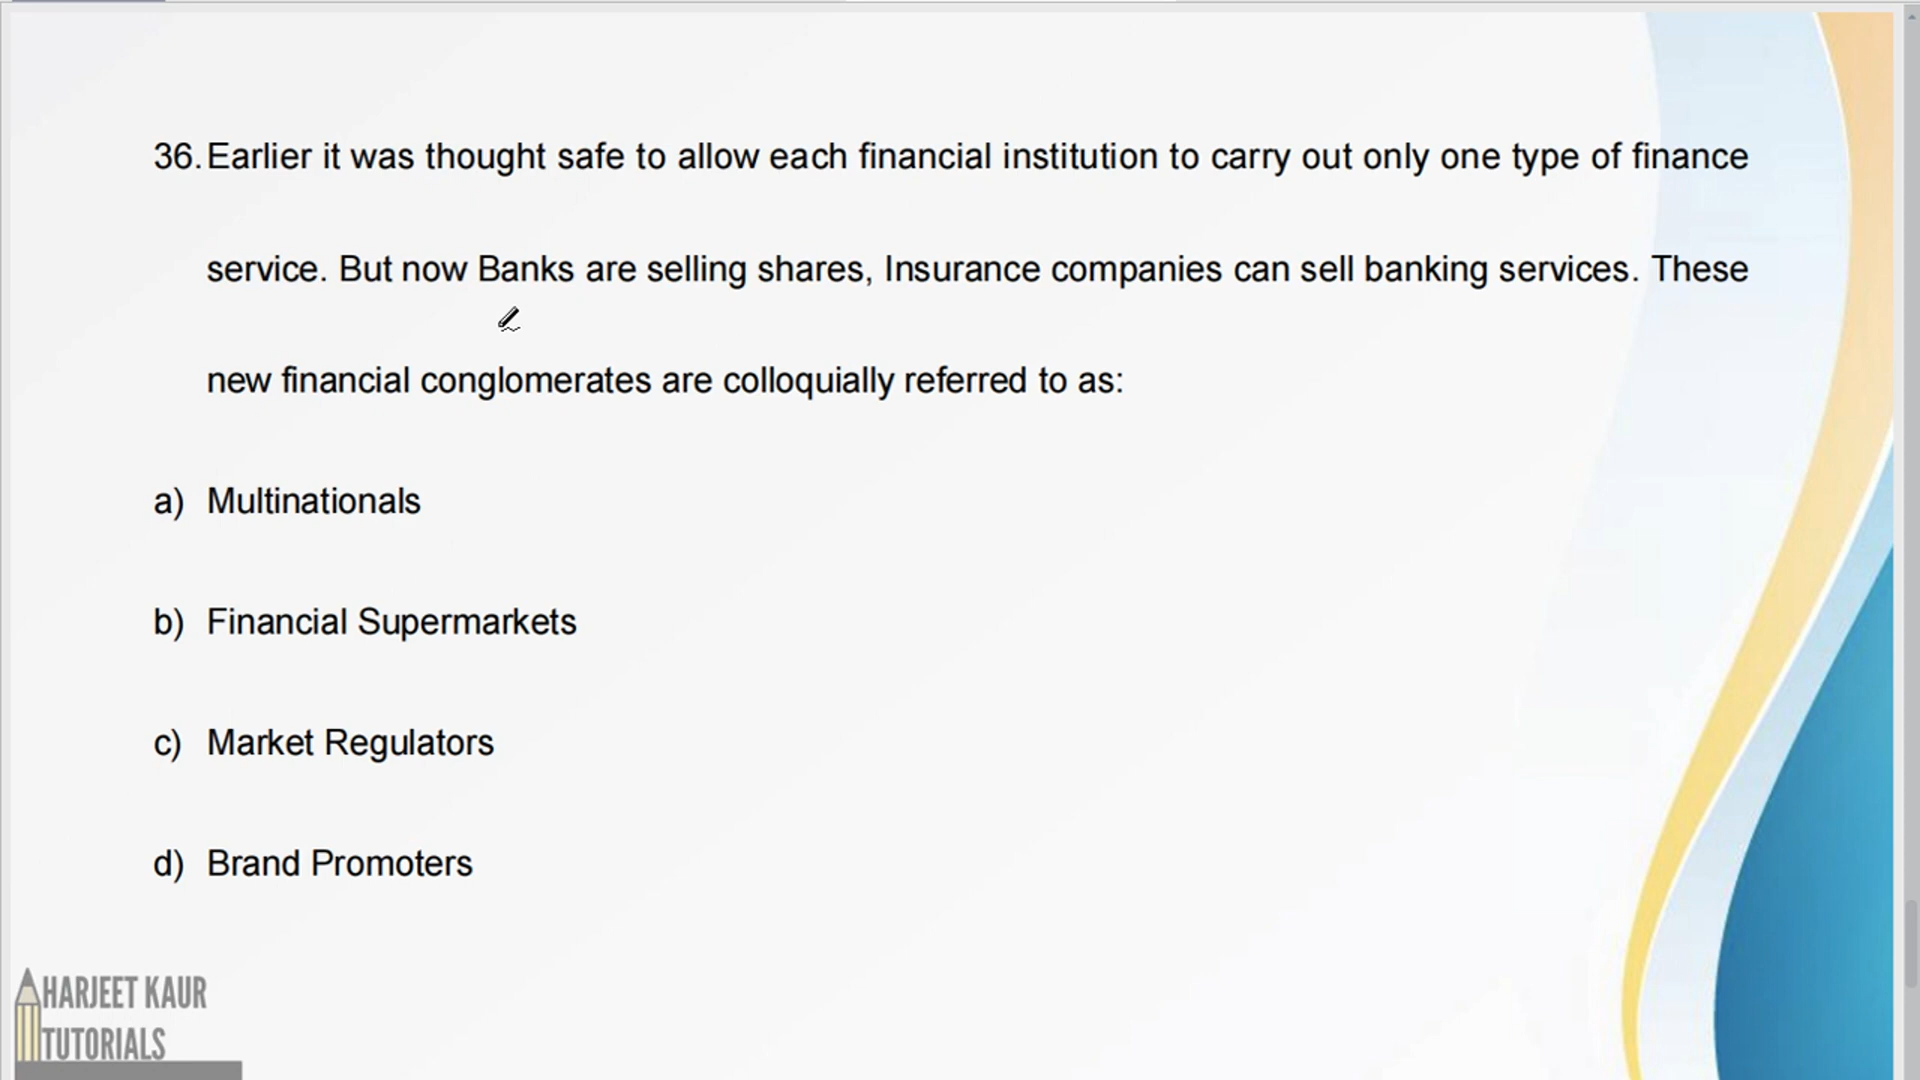 36. Earlier it was thought safe to allow each financial institution to carry out only one type of finance
service. But now Banks are selling shares, Insurance companies can sell banking services. These
new financial conglomerates are colloquially referred to as:
a) Multinationals
b) Financial Supermarkets
c) Market Regulators
d) Brand Promoters
HARJEET KAUR
TUTORIALS